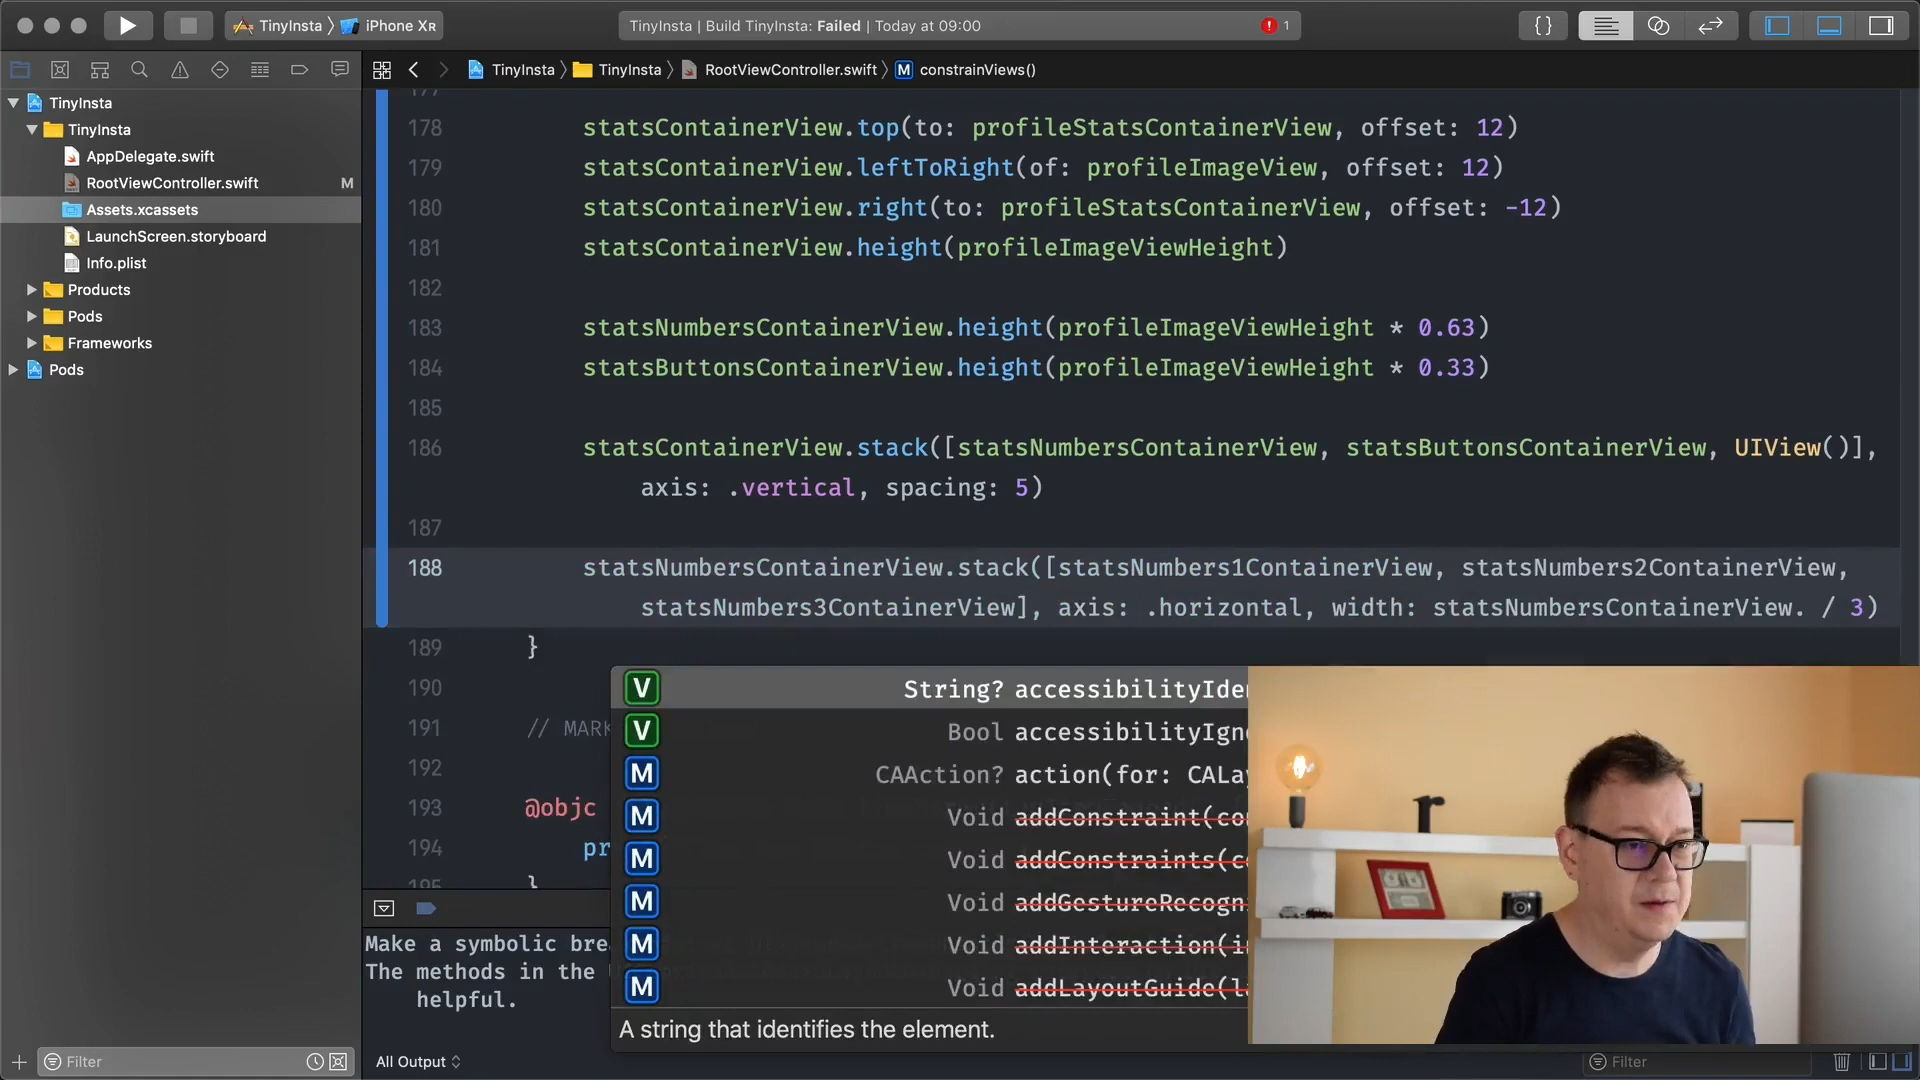 TinyInsta
iPhone XR
TinyInsta | Build TinyInsta: Failed | Today at 09:00
1
TinyInsta
TinyInsta
RootViewController.swift
M
constrainViews()
TinyInsta
TinyInsta
AppDelegate.swift
RootViewController.swift
M
Assets.xcassets
LaunchScreen.storyboard
Info.plist
Products
Pods
Frameworks
Pods
178 statsContainerView.top(to: profileStatsContainerView, offset: 12)
179 statsContainerView.leftToRight(of: profileImageView, offset: 12)
180 statsContainerView.right(to: profileStatsContainerView, offset: -12)
181 statsContainerView.height(profileImageViewHeight)
182
183 statsNumbersContainerView.height(profileImageViewHeight * 0.63)
184 statsButtonsContainerView.height(profileImageViewHeight * 0.33)
185
186 statsContainerView.stack([statsNumbersContainerView, statsButtonsContainerView, UIView()],
axis: .vertical, spacing: 5)
187
188 statsNumbersContainerView.stack([statsNumbers1ContainerView, statsNumbers2ContainerView,
statsNumbers3ContainerView], axis: .horizontal, width: statsNumbersContainerView. / 3)
189 }
190
191 // MARK
192
193 @objc
194 pr
}
V String? accessibilityIde
V Bool accessibilityIgn
M CAAction? action(for: CALa
M Void addConstraint(co
M Void addConstraints(c
M Void addGestureRecogn
M Void addInteraction(i
M Void addLayoutGuide(l
A string that identifies the element.
Make a symbolic bre
The methods in the
helpful.
Filter
All Output
Filter